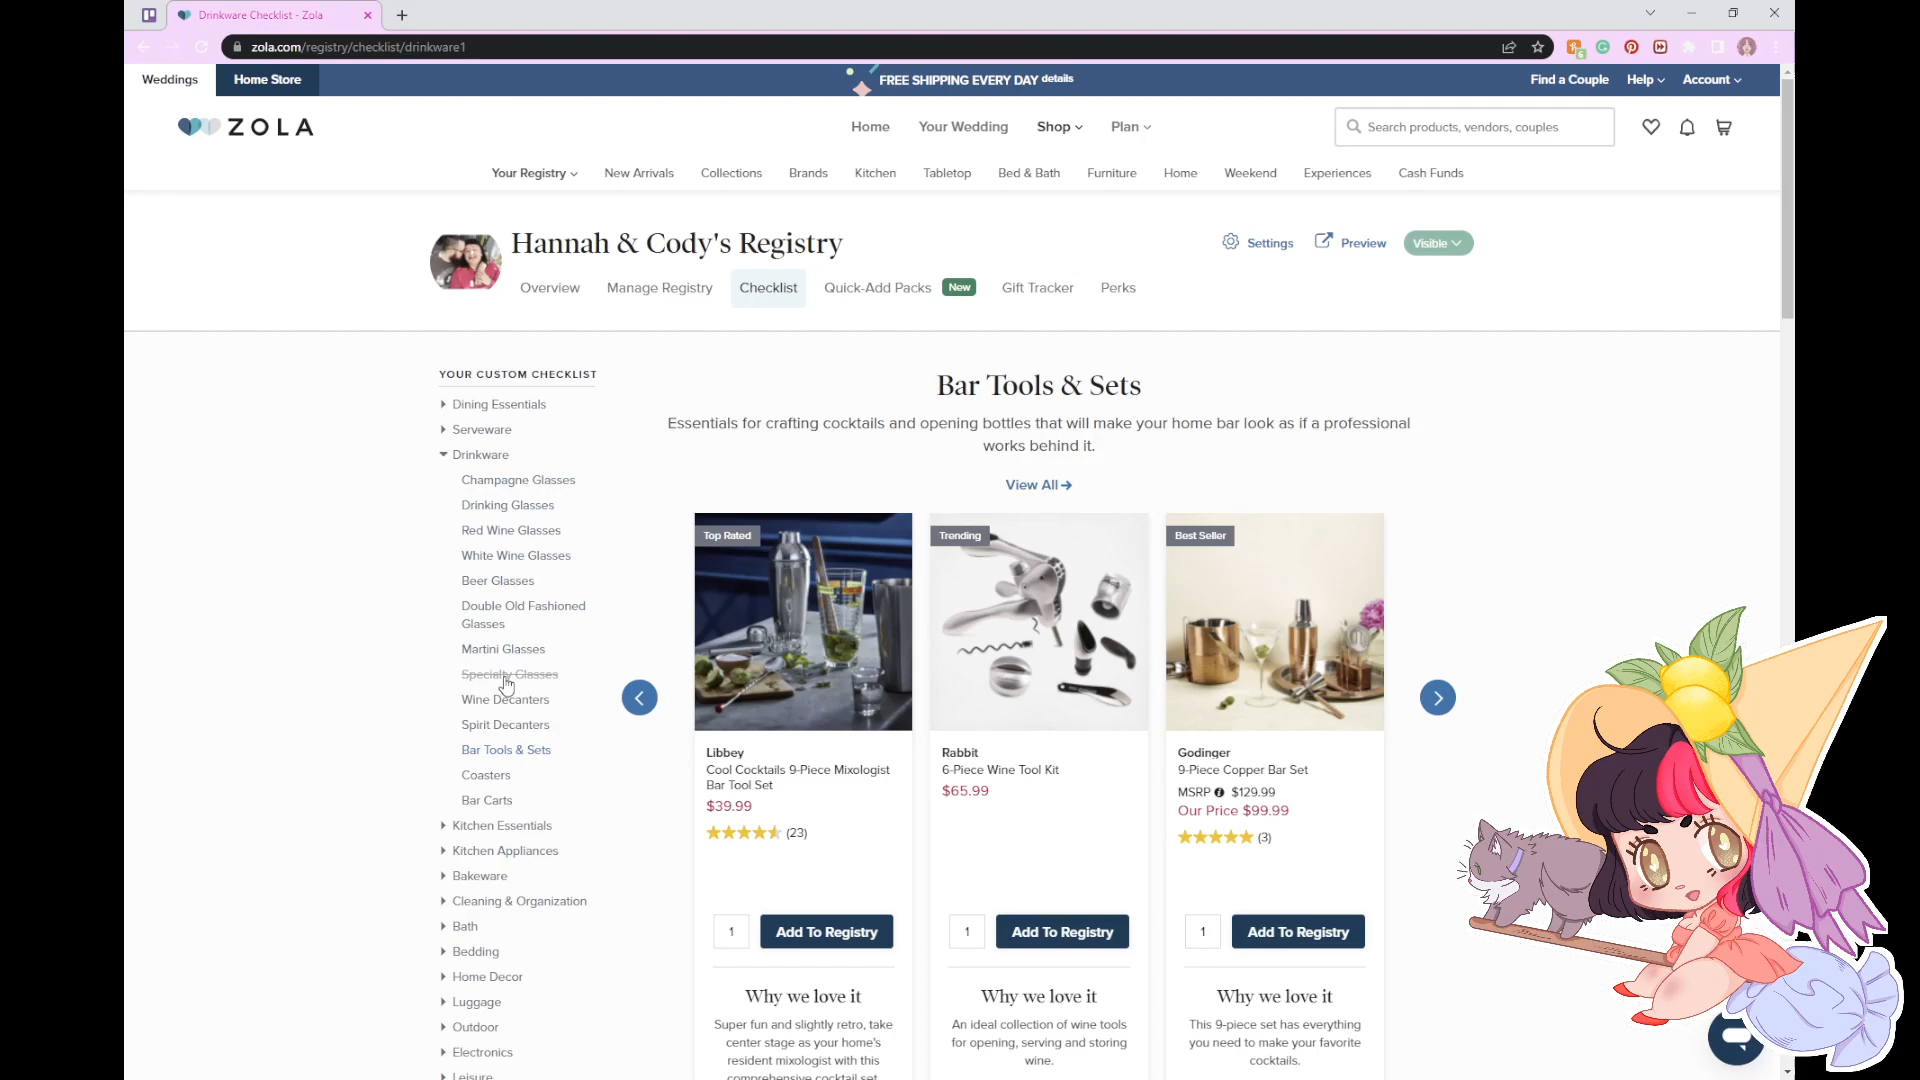 Drinkware Checklist - Zola
zola.com/registry/checklist/drinkware1
6
Weddings
Home Store
FREE SHIPPING EVERY DAY details
Find a Couple
Help
Account
ZOLA
Home
Your Wedding
Shop
Plan
Search products, vendors, couples
Your Registry
New Arrivals
Collections
Brands
Kitchen
Tabletop
Bed & Bath
Furniture
Home
Weekend
Experiences
Cash Funds
Hannah & Cody's Registry
Settings
Preview
Visible
Overview
Manage Registry
Checklist
Quick-Add Packs
New
Gift Tracker
Perks
YOUR CUSTOM CHECKLIST
Dining Essentials
Serveware
Drinkware
Champagne Glasses
Drinking Glasses
Red Wine Glasses
White Wine Glasses
Beer Glasses
Double Old Fashioned
Glasses
Martini Glasses
Specialty Glasses
Wine Decanters
Spirit Decanters
Bar Tools & Sets
Coasters
Bar Carts
Kitchen Essentials
Kitchen Appliances
Bakeware
Cleaning & Organization
Bath
Bedding
Home Decor
Luggage
Outdoor
Electronics
Leisure
Bar Tools & Sets
Essentials for crafting cocktails and opening bottles that will make your home bar look as if a professional
works behind it.
View All
Top Rated
Libbey
Cool Cocktails 9-Piece Mixologist
Bar Tool Set
$39.99
(23)
1
Add To Registry
Why we love it
Super fun and slightly retro, take
center stage as your home's
resident mixologist with this
comprehensive cocktail set
Trending
Rabbit
6-Piece Wine Tool Kit
$65.99
1
Add To Registry
Why we love it
An ideal collection of wine tools
for opening, serving and storing
wine.
Best Seller
Godinger
9-Piece Copper Bar Set
MSRP $129.99
Our Price $99.99
(3)
1
Add To Registry
Why we love it
This 9-piece set has everything
you need to make your favorite
cocktails.